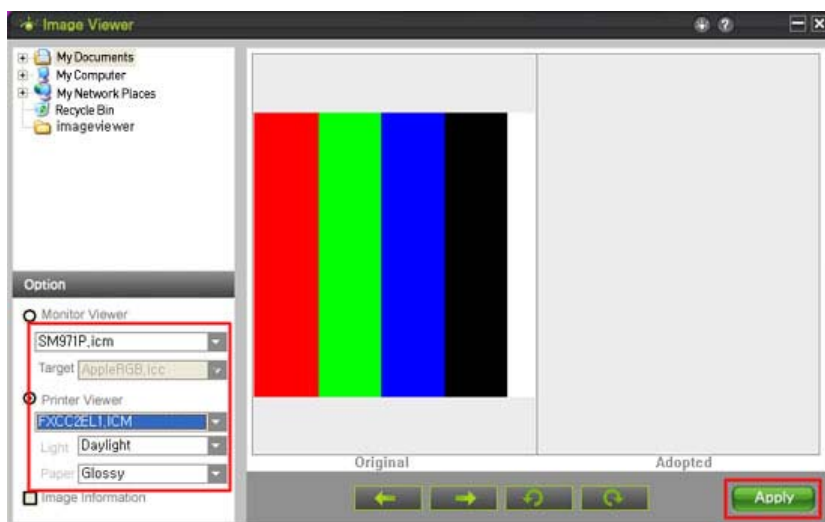 Image Viewer
?
My Documents
My Computer
My Network Places
Recycle Bin
imageviewer
Option
Monitor Viewer
SM971P.icm
Target AppleRGB.icc
Printer Viewer
FXCC2EL1.ICM
Light Daylight
Paper Glossy
Image Information
Original Adopted
Apply